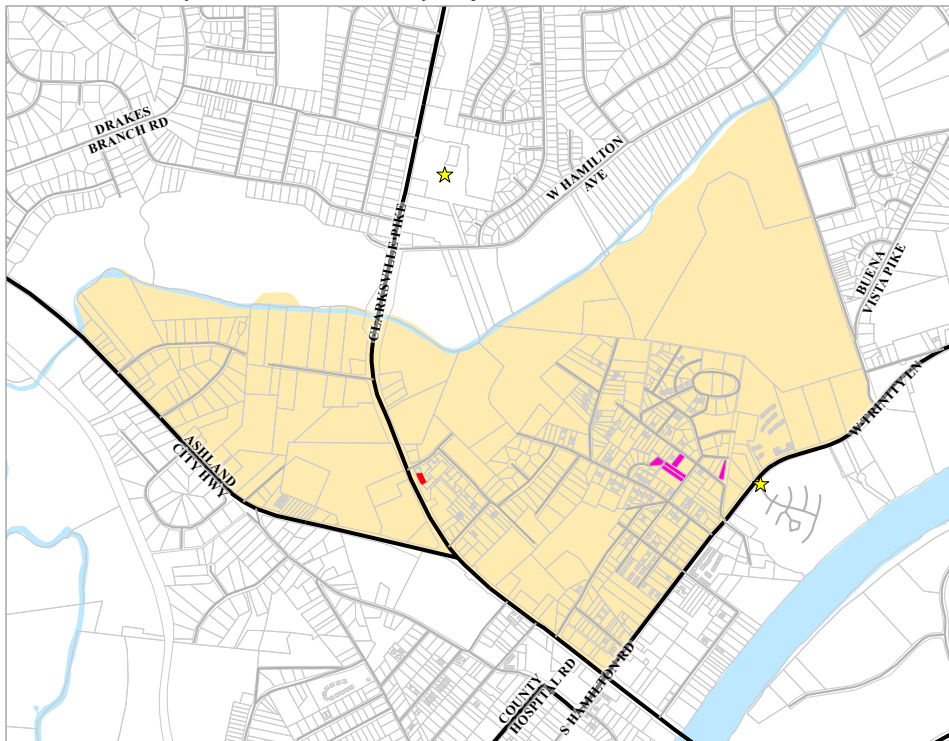 DRAKES
BRANCH RD
W HAMILTON
AVE
CLARKSVILLE PIKE
BUENA
VISTA PIKE
W TRINITY LN
ASHLAND
CITY HWY
COUNTY
HOSPITAL RD
S HAMILTON RD